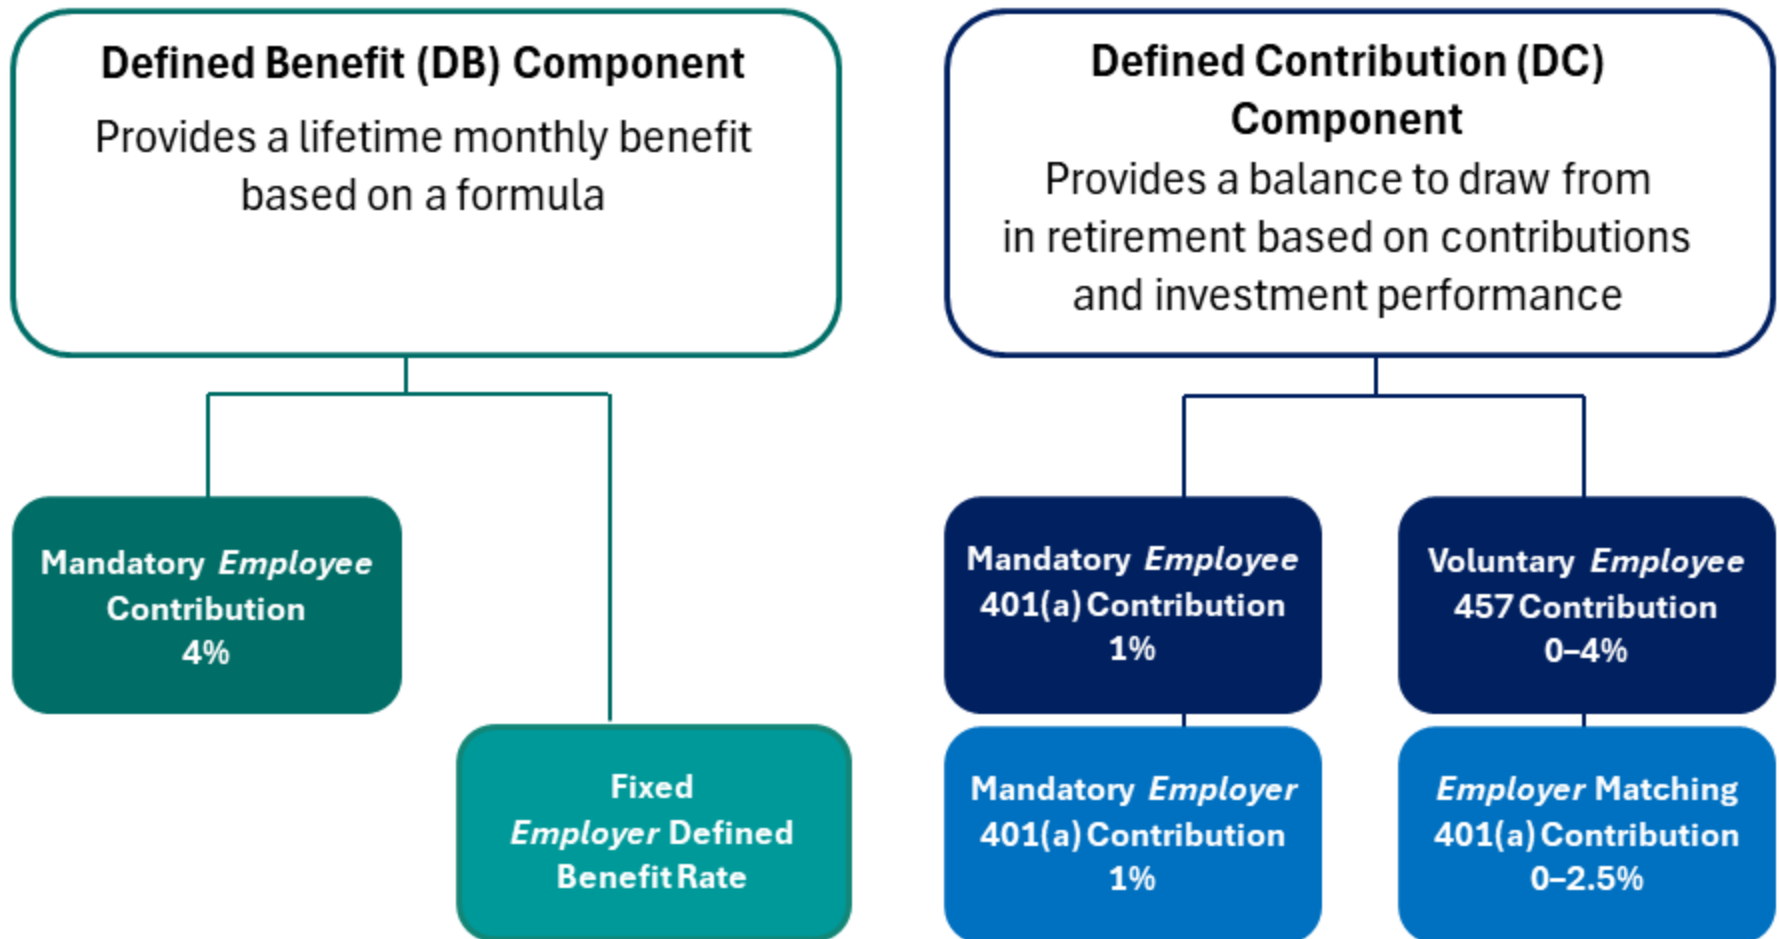 Defined Benefit (DB) Component
Provides a lifetime monthly benefit
based on a formula
Defined Contribution (DC)
Component
Provides a balance to draw from
in retirement based on contributions
and investment performance
Mandatory Employee
Contribution
4%
Fixed
Employer Defined
Benefit Rate
Mandatory Employee
401(a) Contribution
1%
Voluntary Employee
457 Contribution
0–4%
Mandatory Employer
401(a) Contribution
1%
Employer Matching
401(a) Contribution
0–2.5%